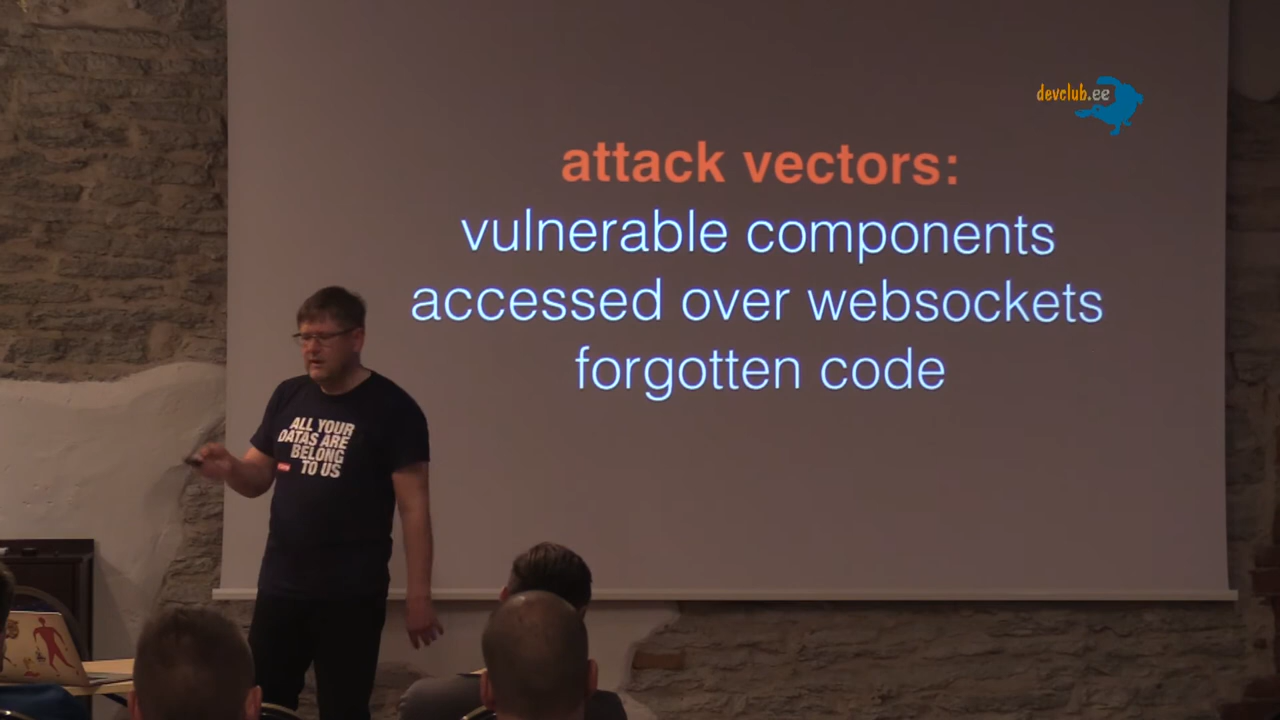 devclub.ee
attack vectors:
vulnerable components
accessed over websockets
forgotten code
ALL YOUR
DATAS ARE
BELONG
TO US